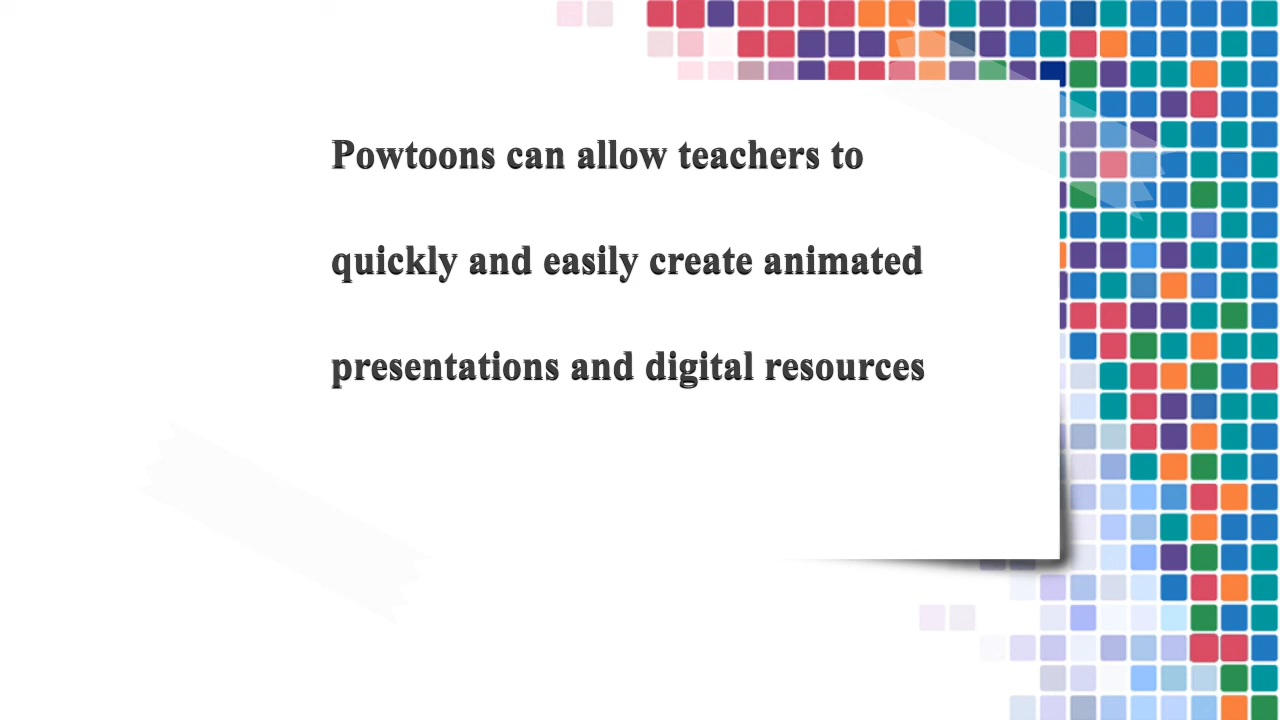 Powtoons can allow teachers to
quickly and easily create animated
presentations and digital resources